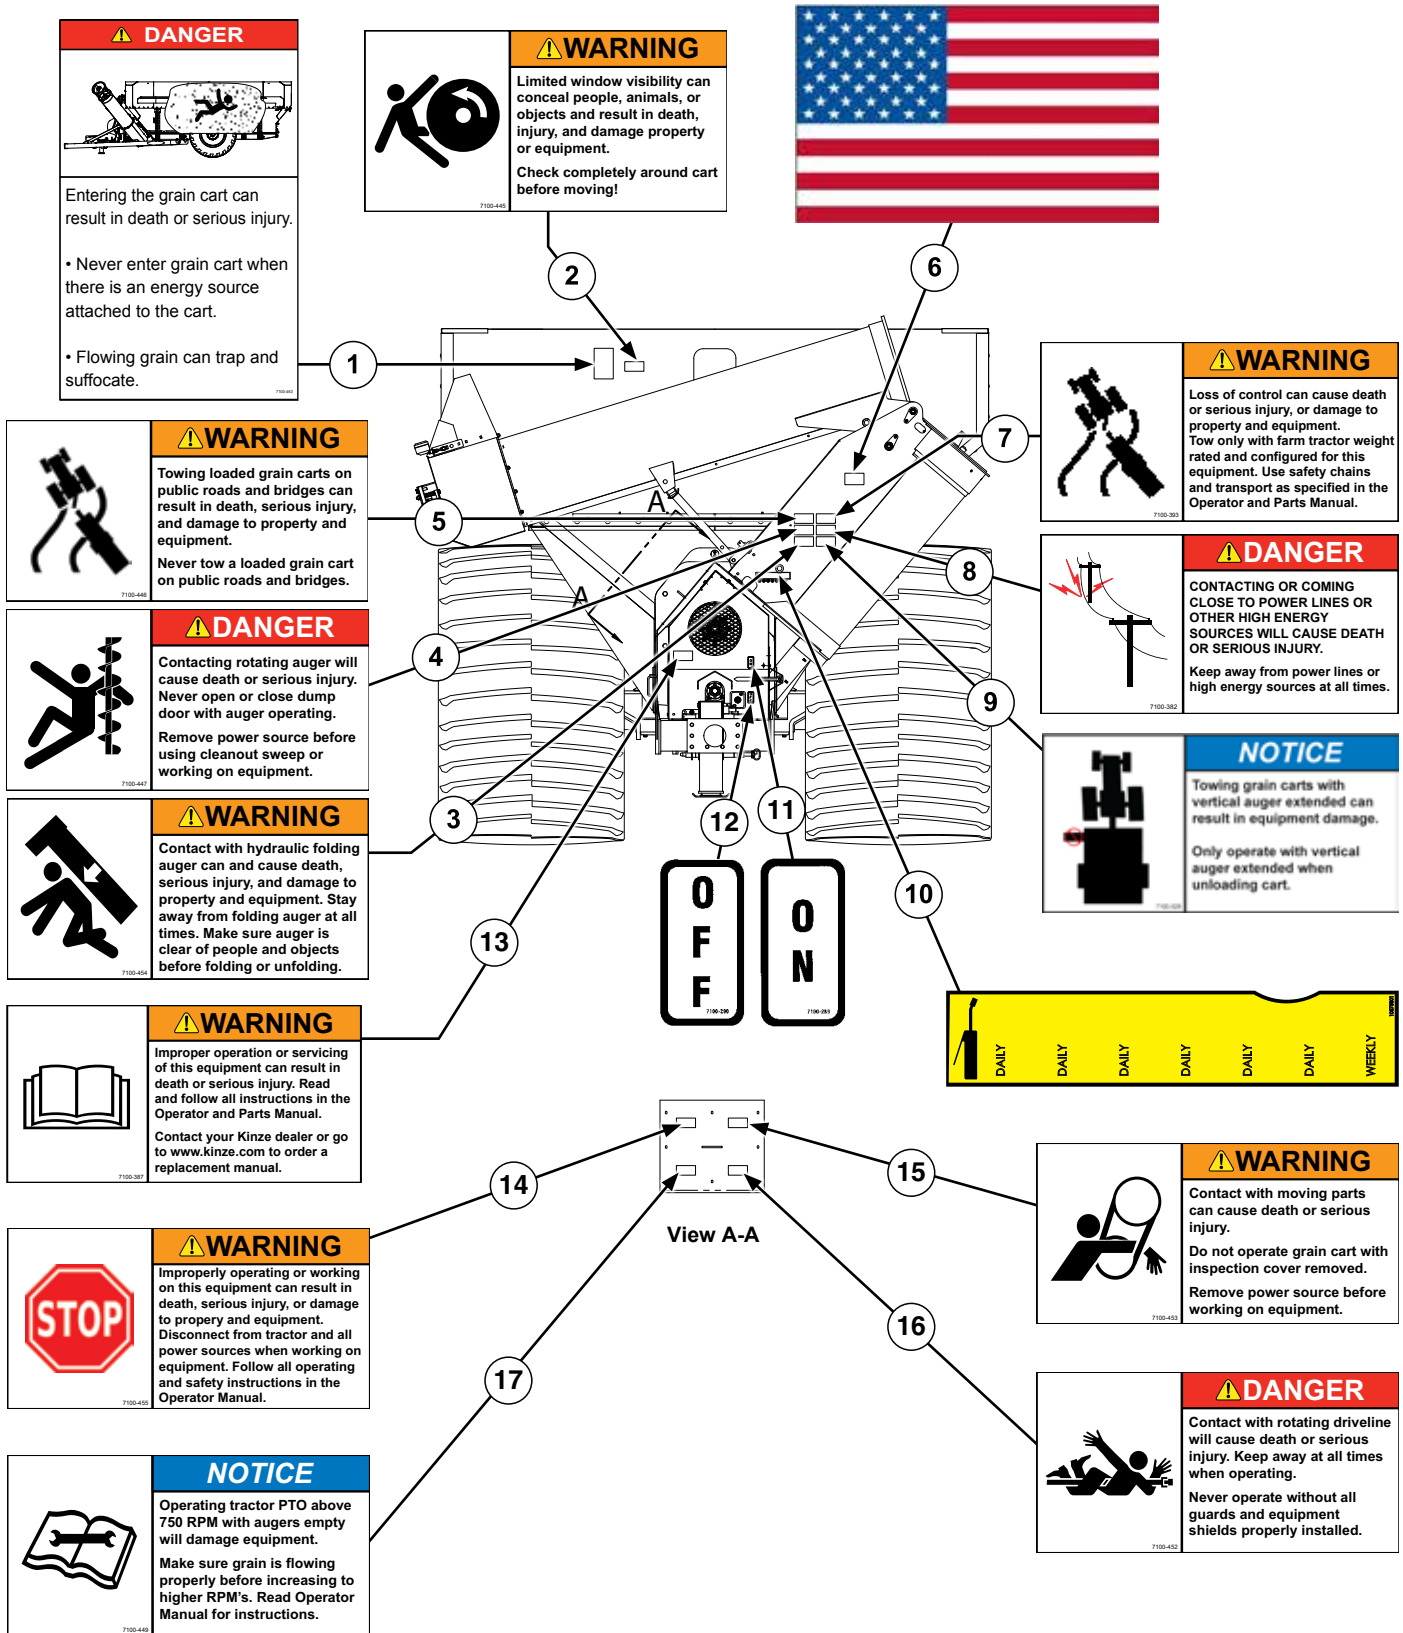 DANGER
Entering the grain cart can
result in death or serious injury.
• Never enter grain cart when
there is an energy source
attached to the cart.
• Flowing grain can trap and
suffocate.
WARNING
Limited window visibility can
conceal people, animals, or
objects and result in death,
injury, and damage property
or equipment.
Check completely around cart
before moving!
7100-445
1
2
6
WARNING
Towing loaded grain carts on
public roads and bridges can
result in death, serious injury,
and damage to property and
equipment.
Never tow a loaded grain cart
on public roads and bridges.
7100-446
5
A
A
7
WARNING
Loss of control can cause death
or serious injury, or damage to
property and equipment.
Tow only with farm tractor weight
rated and configured for this
equipment. Use safety chains
and transport as specified in the
Operator and Parts Manual.
7100-393
DANGER
Contacting rotating auger will
cause death or serious injury.
Never open or close dump
door with auger operating.
Remove power source before
using cleanout sweep or
working on equipment.
7100-447
4
8
DANGER
CONTACTING OR COMING
CLOSE TO POWER LINES OR
OTHER HIGH ENERGY
SOURCES WILL CAUSE DEATH
OR SERIOUS INJURY.
Keep away from power lines or
high energy sources at all times.
7100-382
9
NOTICE
Towing grain carts with
vertical auger extended can
result in equipment damage.
Only operate with vertical
auger extended when
unloading cart.
WARNING
Contact with hydraulic folding
auger can and cause death,
serious injury, and damage to
property and equipment. Stay
away from folding auger at all
times. Make sure auger is
clear of people and objects
before folding or unfolding.
7100-454
3
12
11
10
13
OFF
7100-290
ON
7100-289
DAILY
DAILY
DAILY
DAILY
DAILY
DAILY
WEEKLY
WARNING
Improper operation or servicing
of this equipment can result in
death or serious injury. Read
and follow all instructions in the
Operator and Parts Manual.
Contact your Kinze dealer or go
to www.kinze.com to order a
replacement manual.
7100-387
14
15
View A-A
WARNING
Contact with moving parts
can cause death or serious
injury.
Do not operate grain cart with
inspection cover removed.
Remove power source before
working on equipment.
7100-453
STOP
WARNING
Improperly operating or working
on this equipment can result in
death, serious injury, or damage
to propery and equipment.
Disconnect from tractor and all
power sources when working on
equipment. Follow all operating
and safety instructions in the
Operator Manual.
7100-455
16
17
DANGER
Contact with rotating driveline
will cause death or serious
injury. Keep away at all times
when operating.
Never operate without all
guards and equipment
shields properly installed.
7100-452
NOTICE
Operating tractor PTO above
750 RPM with augers empty
will damage equipment.
Make sure grain is flowing
properly before increasing to
higher RPM's. Read Operator
Manual for instructions.
7100-449